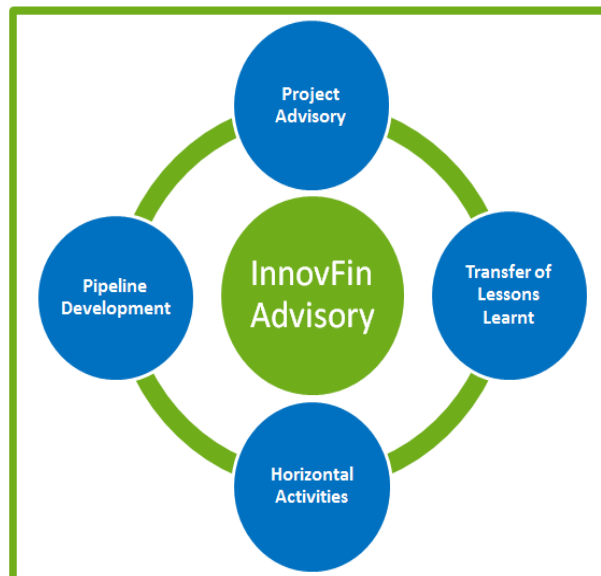 Project
Advisory
Pipeline
Development
InnovFin
Advisory
Transfer of
Lessons
Learnt
Horizontal
Activities